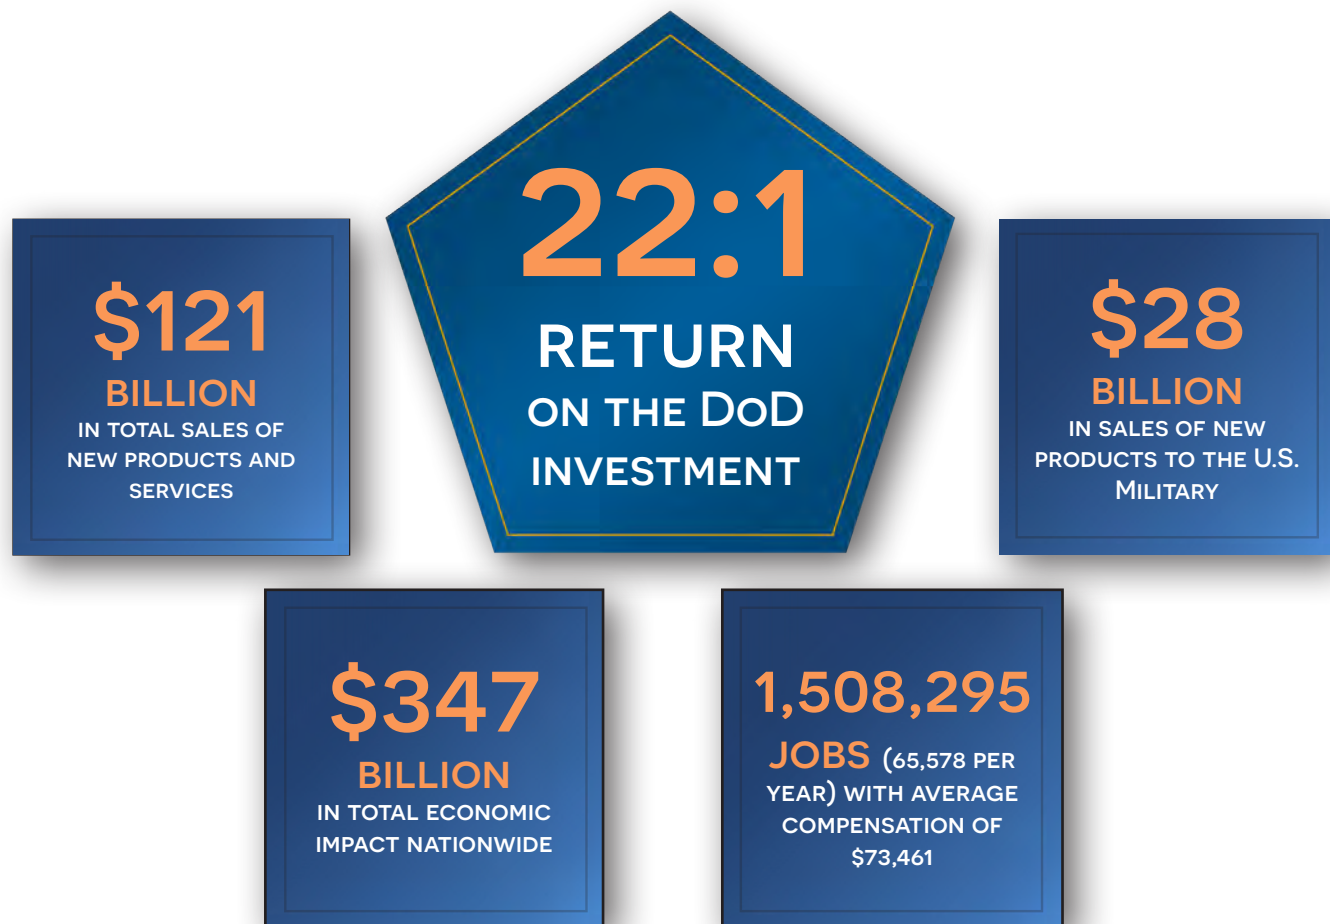 22:1
RETURN
ON THE DOD
INVESTMENT
$121
BILLION
IN TOTAL SALES OF
NEW PRODUCTS AND
SERVICES
$28
BILLION
IN SALES OF NEW
PRODUCTS TO THE U.S.
MILITARY
$347
BILLION
IN TOTAL ECONOMIC
IMPACT NATIONWIDE
1,508,295
JOBS (65,578 PER
YEAR) WITH AVERAGE
COMPENSATION OF
$73,461